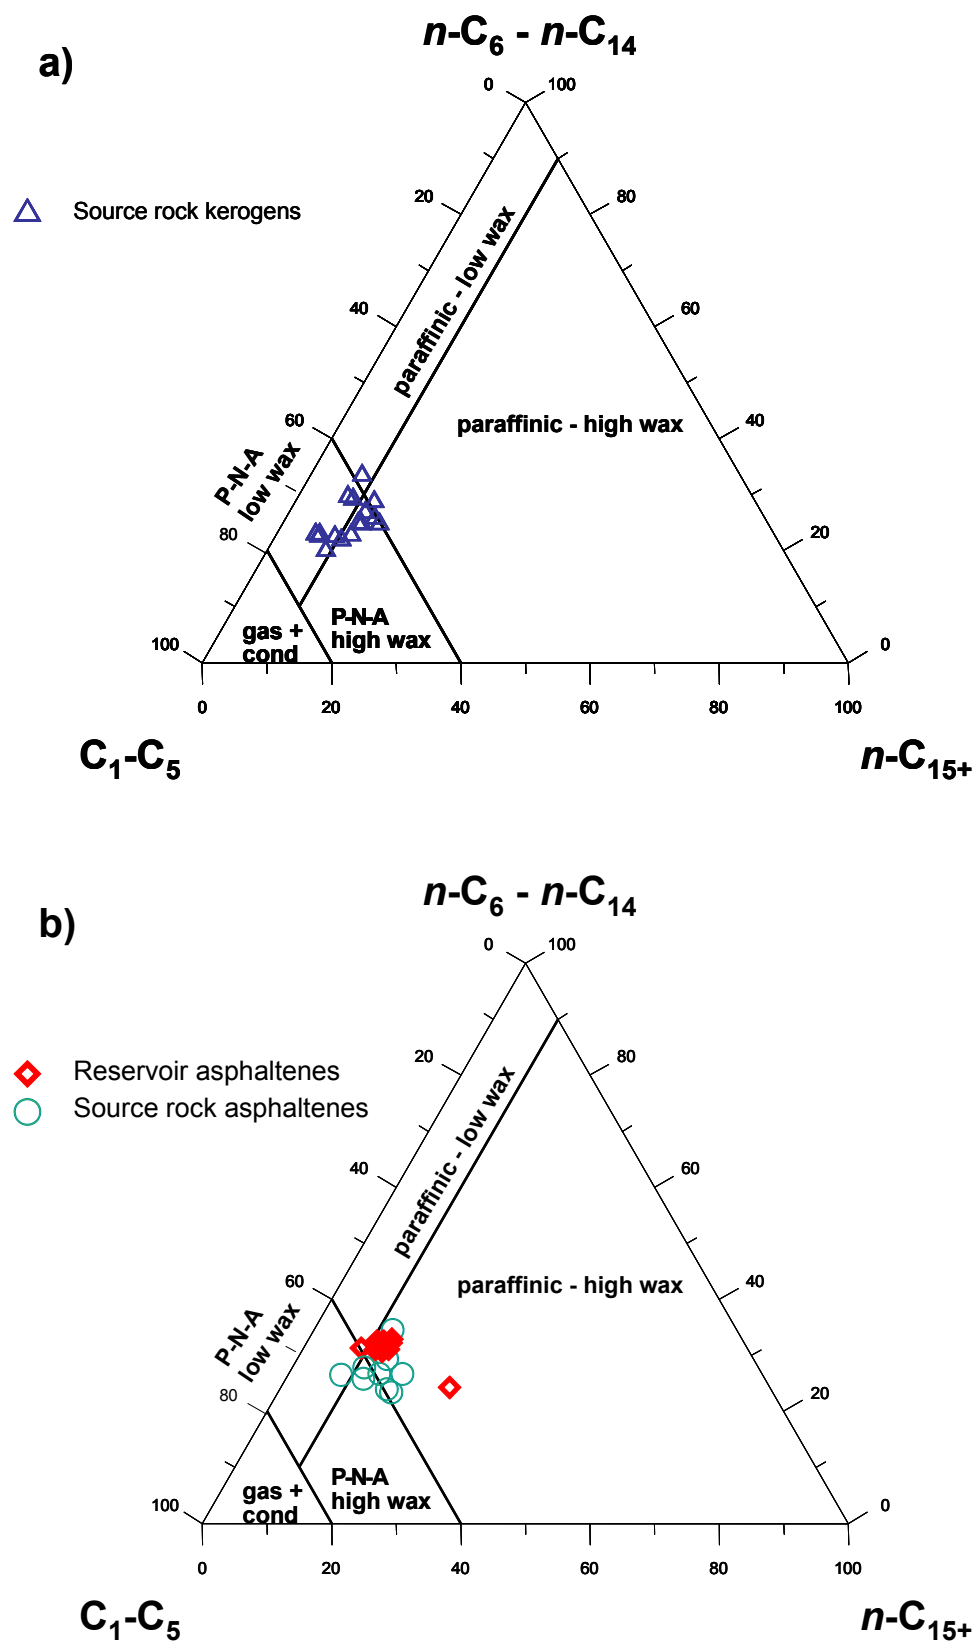 a)
n-C6 - n-C14
0 100
Source rock kerogens
20 80
40 60
60 40
80 20
100 0
paraffinic - low wax
paraffinic - high wax
P-N-A
low wax
gas +
cond
P-N-A
high wax
0 20 40 60 80 100
C1-C5
n-C15+
b)
n-C6 - n-C14
0 100
Reservoir asphaltenes
Source rock asphaltenes
20 80
40 60
60 40
80 20
100 0
paraffinic - low wax
paraffinic - high wax
P-N-A
low wax
gas +
cond
P-N-A
high wax
0 20 40 60 80 100
C1-C5
n-C15+